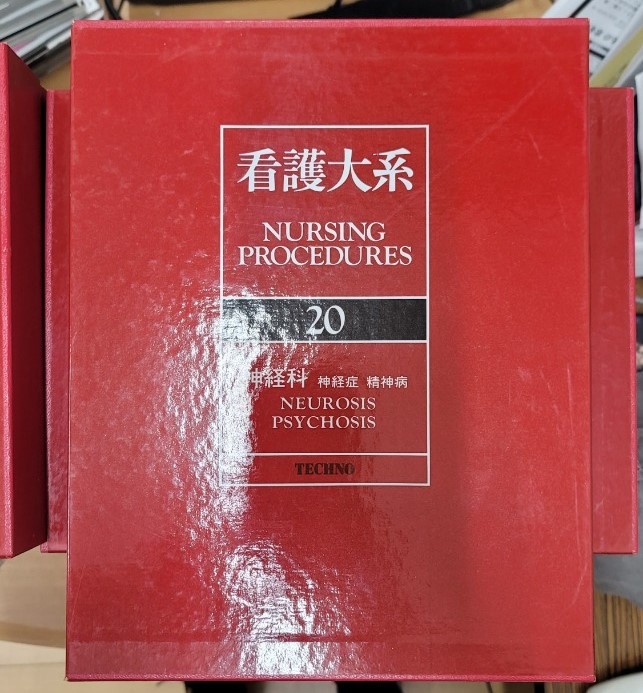 看護大系
NURSING
PROCEDURES
20
神経科 神経症 精神病
NEUROSIS
PSYCHOSIS
TECHNO